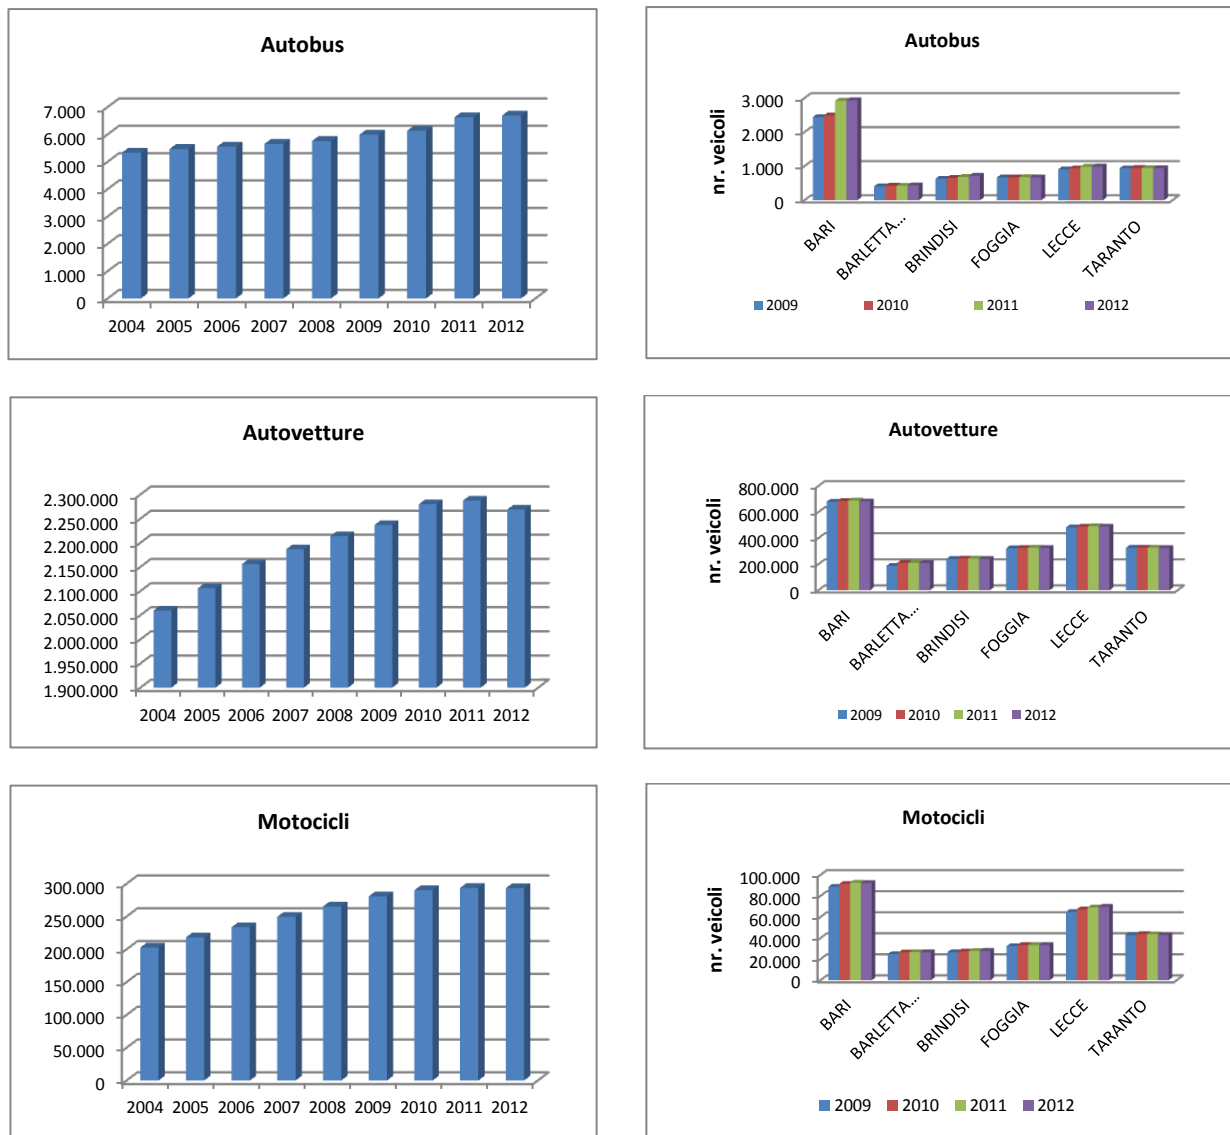 Autobus
7.000
6.000
5.000
4.000
3.000
2.000
1.000
0
2004 2005 2006 2007 2008 2009 2010 2011 2012
Autobus
nr. veicoli
3.000
2.000
1.000
0
BARI
BARLETTA...
BRINDISI
FOGGIA
LECCE
TARANTO
2009 2010 2011 2012
Autovetture
2.300.000
2.250.000
2.200.000
2.150.000
2.100.000
2.050.000
2.000.000
1.950.000
1.900.000
2004 2005 2006 2007 2008 2009 2010 2011 2012
Autovetture
nr. veicoli
800.000
600.000
400.000
200.000
0
BARI
BARLETTA...
BRINDISI
FOGGIA
LECCE
TARANTO
2009 2010 2011 2012
Motocicli
300.000
250.000
200.000
150.000
100.000
50.000
0
2004 2005 2006 2007 2008 2009 2010 2011 2012
Motocicli
nr. veicoli
100.000
80.000
60.000
40.000
20.000
0
BARI
BARLETTA...
BRINDISI
FOGGIA
LECCE
TARANTO
2009 2010 2011 2012